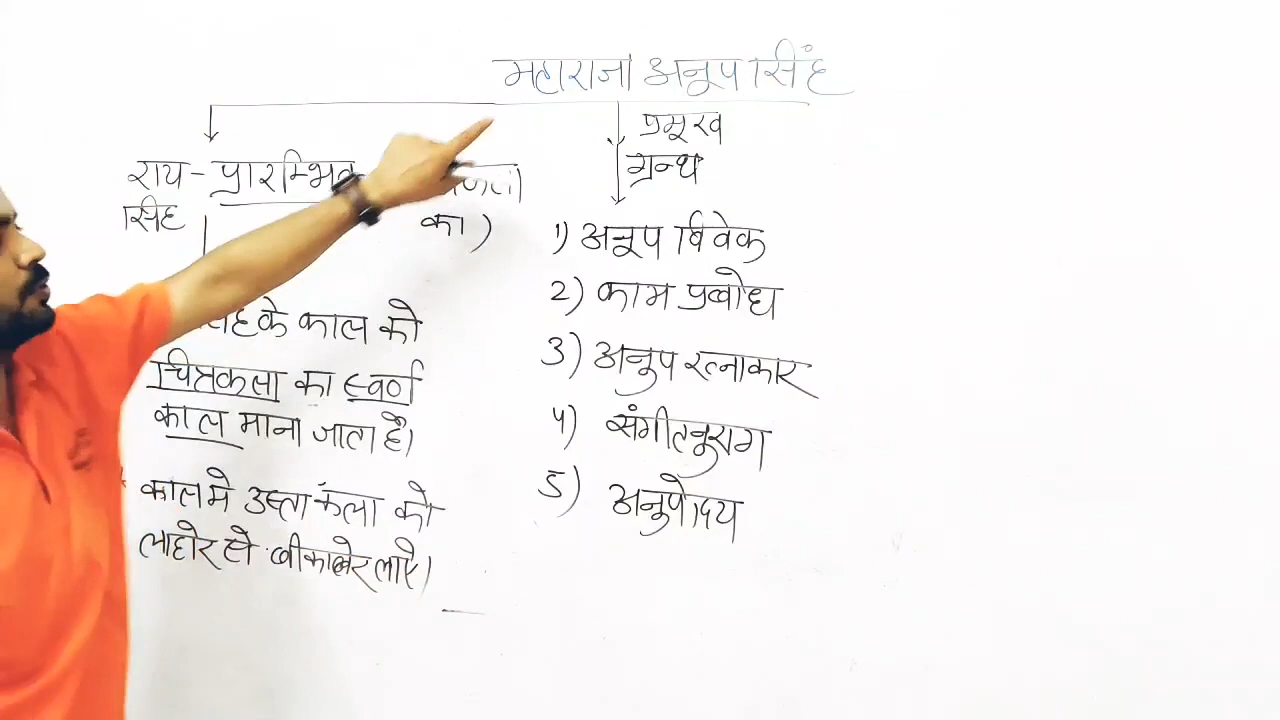 महाराजा अनूप सिंह
राय - प्रारम्भिक
सिंह
का )
के काल को
चित्रकला का स्वर्ण
काल माना जाता है।
काल मे उस्ता कला को
लाहोर से बीकानेर लाऐ।
प्रमूख
ग्रन्थ
1) अनूप विवेक
2) काम प्रबोध
3) अनुप रत्नाकार
4) संगीतनुराग
5) अनुपोदय